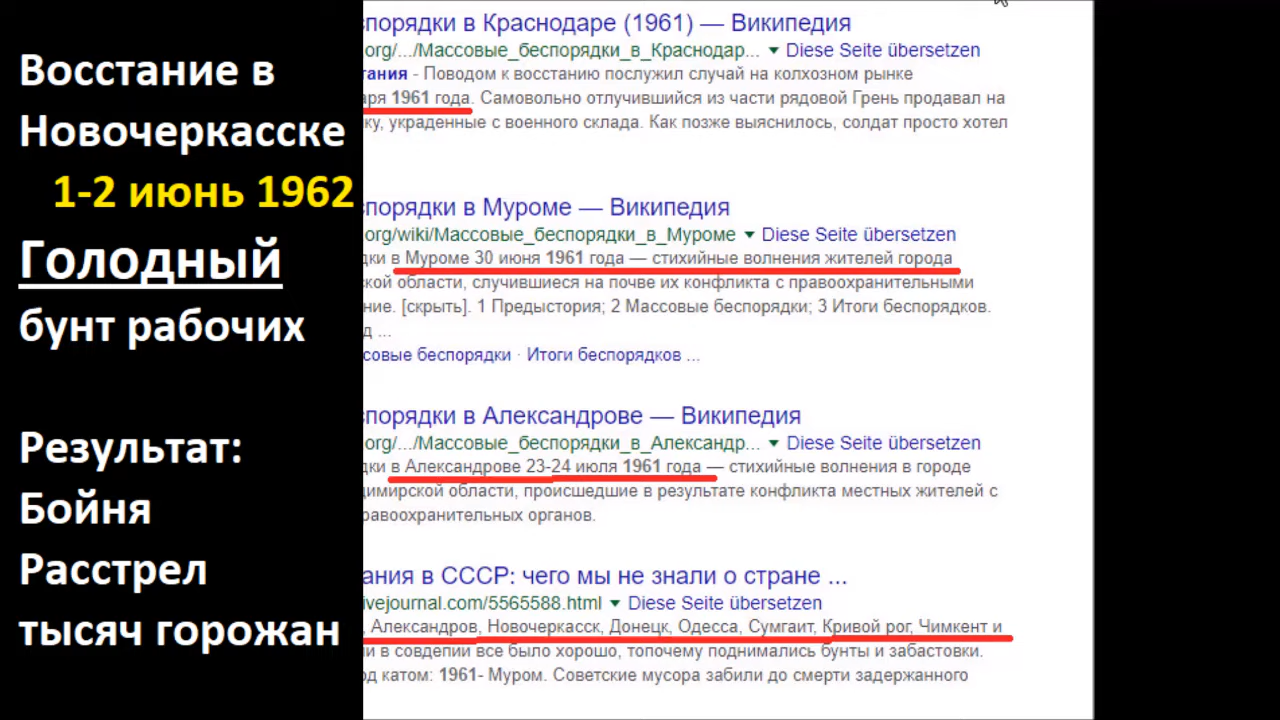 Восстание в
Новочеркасске
1-2 июнь 1962
Голодный
бунт рабочих
Результат:
Бойня
Расстрел
тысяч горожан
спорядки в Краснодаре (1961) — Википедия
org/.../Массовые_беспорядки_в_Краснодар... ▼ Diese Seite übersetzen
тания - Поводом к восстанию послужил случай на колхозном рынке
аря 1961 года. Самовольно отлучившийся из части рядовой Грень продавал на
ку, украденные с военного склада. Как позже выяснилось, солдат просто хотел
спорядки в Муроме — Википедия
org/wiki/Массовые_беспорядки_в_Муроме ▼ Diese Seite übersetzen
дки в Муроме 30 июня 1961 года — стихийные волнения жителей города
ской области, случившиеся на почве их конфликта с правоохранительными
ние. [скрыть]. 1 Предыстория; 2 Массовые беспорядки; 3 Итоги беспорядков.
д ...
совые беспорядки · Итоги беспорядков ...
спорядки в Александрове — Википедия
org/.../Массовые_беспорядки_в_Александр... ▼ Diese Seite übersetzen
дки в Александрове 23-24 июля 1961 года — стихийные волнения в городе
димирской области, происшедшие в результате конфликта местных жителей с
равоохранительных органов.
ания в СССР: чего мы не знали о стране ...
ivejournal.com/5565588.html ▼ Diese Seite übersetzen
, Александров, Новочеркасск, Донецк, Одесса, Сумгаит, Кривой рог, Чимкент и
ли в совдепии все было хорошо, топочему поднимались бунты и забастовки.
од катом: 1961- Муром. Советские мусора забили до смерти задержанного